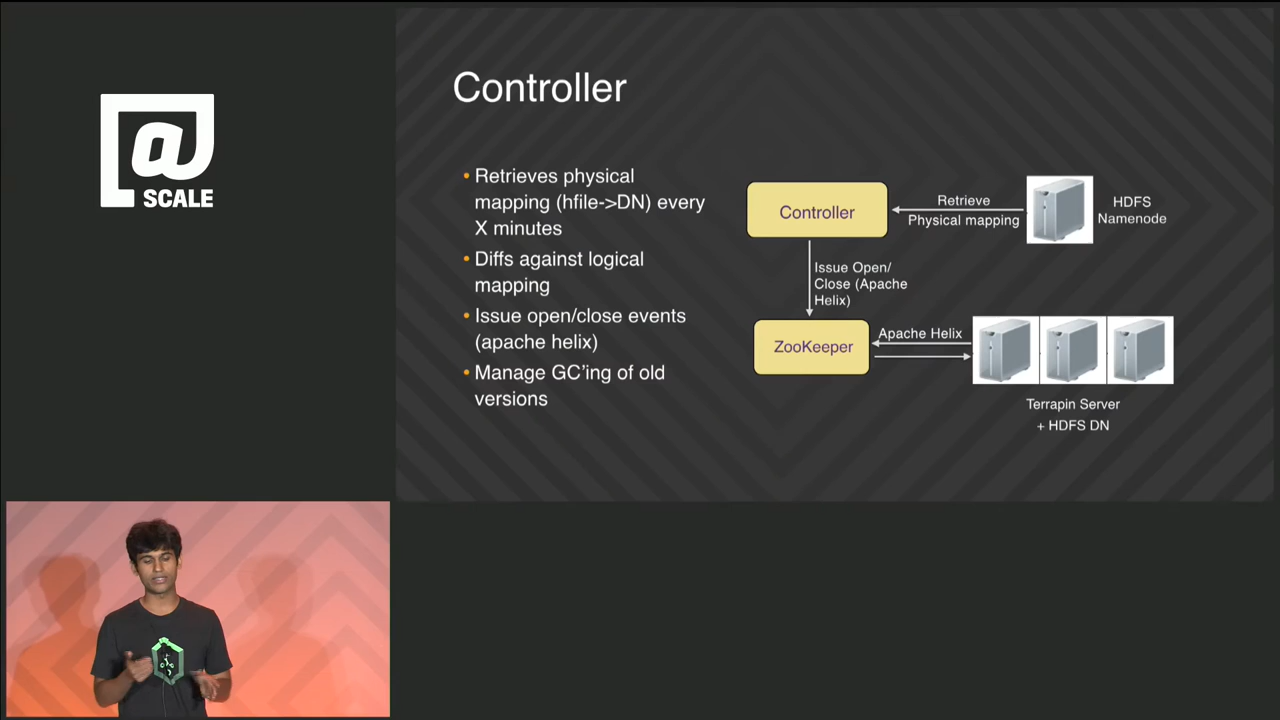 @
SCALE
Controller
• Retrieves physical
mapping (hfile->DN) every
X minutes
• Diffs against logical
mapping
• Issue open/close events
(apache helix)
• Manage GC’ing of old
versions
Controller
Retrieve
Physical mapping
HDFS
Namenode
Issue Open/
Close (Apache
Helix)
ZooKeeper
Apache Helix
Terrapin Server
+ HDFS DN